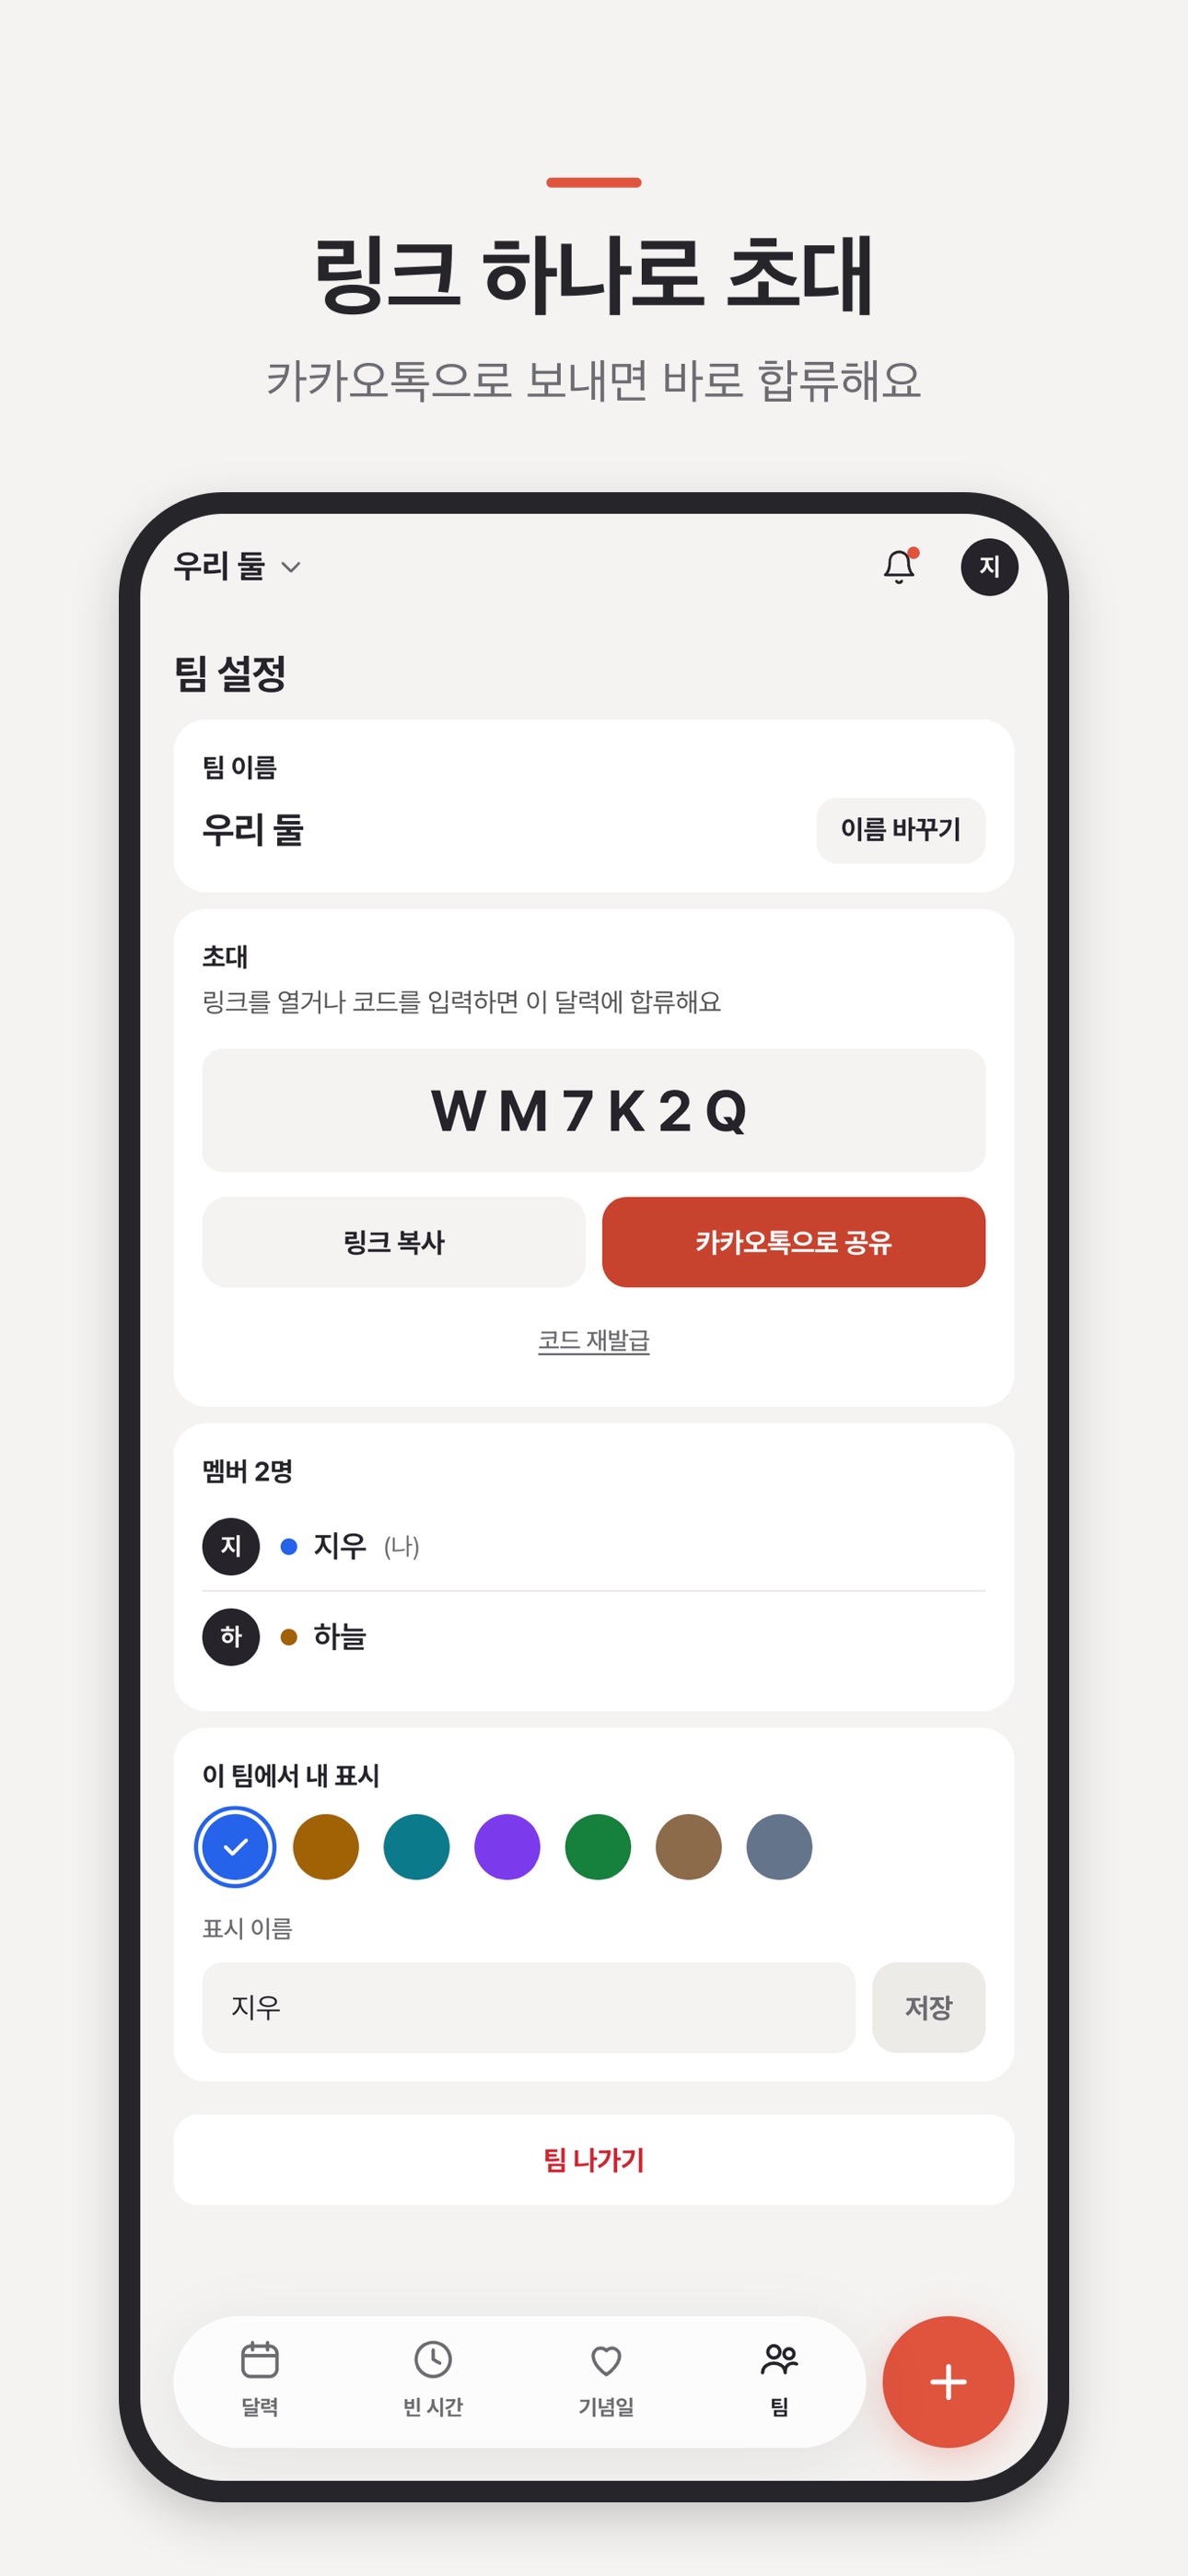 링크 하나로 초대
카카오톡으로 보내면 바로 합류해요
우리 둘
지
팀 설정
팀 이름
우리 둘
이름 바꾸기
초대
링크를 열거나 코드를 입력하면 이 달력에 합류해요
WM7K2Q
링크 복사
카카오톡으로 공유
코드 재발급
멤버 2명
지 지우 (나)
하 하늘
이 팀에서 내 표시
표시 이름
지우
저장
팀 나가기
달력
빈 시간
기념일
팀